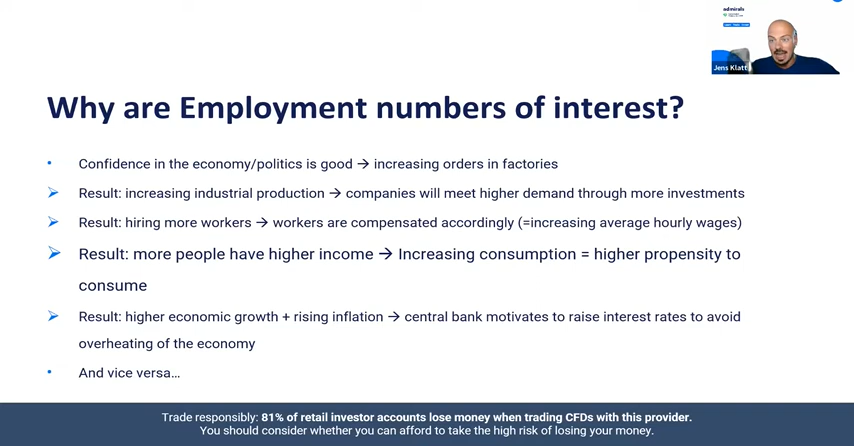 admirals
Jens Klatt
Why are Employment numbers of interest?
• Confidence in the economy/politics is good → increasing orders in factories
➢ Result: increasing industrial production → companies will meet higher demand through more investments
➢ Result: hiring more workers → workers are compensated accordingly (=increasing average hourly wages)
➢ Result: more people have higher income → Increasing consumption = higher propensity to
consume
➢ Result: higher economic growth + rising inflation → central bank motivates to raise interest rates to avoid
overheating of the economy
• And vice versa…
Trade responsibly: 81% of retail investor accounts lose money when trading CFDs with this provider.
You should consider whether you can afford to take the high risk of losing your money.